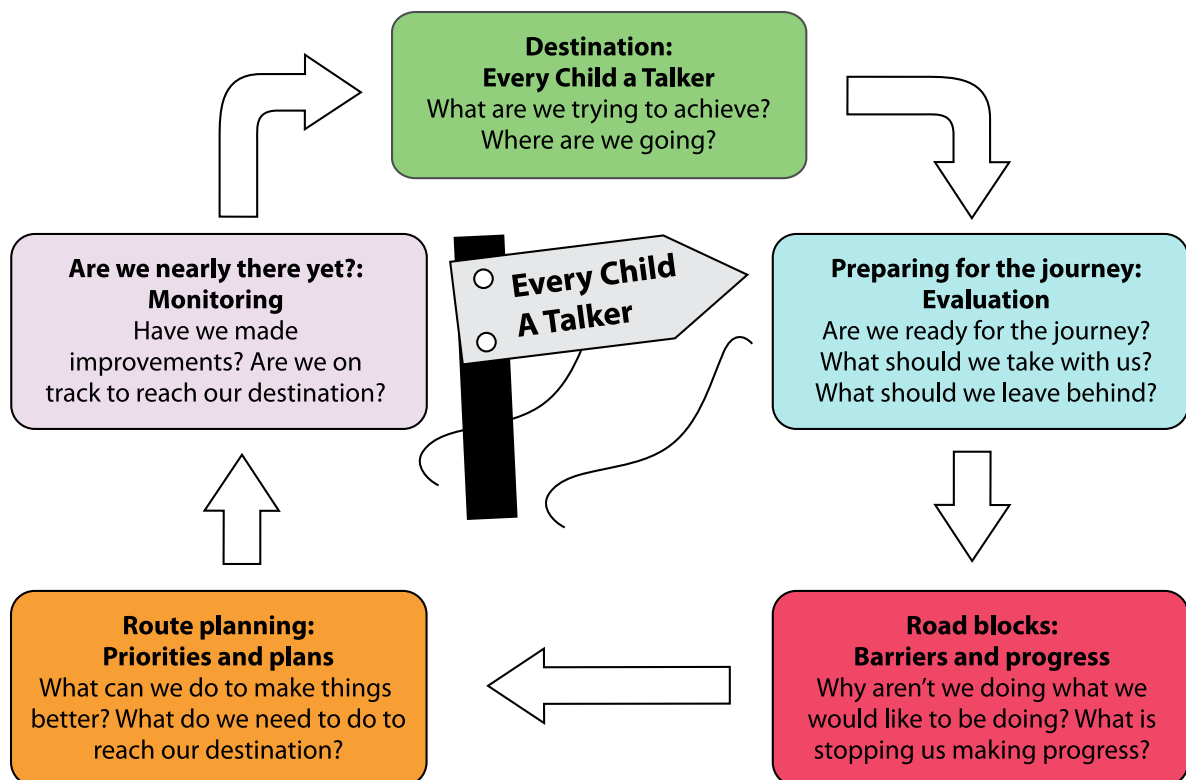 Destination:
Every Child a Talker
What are we trying to achieve?
Where are we going?
Are we nearly there yet?:
Monitoring
Have we made
improvements? Are we on
track to reach our destination?
Every Child
A Talker
Preparing for the journey:
Evaluation
Are we ready for the journey?
What should we take with us?
What should we leave behind?
Route planning:
Priorities and plans
What can we do to make things
better? What do we need to do to
reach our destination?
Road blocks:
Barriers and progress
Why aren’t we doing what we
would like to be doing? What is
stopping us making progress?